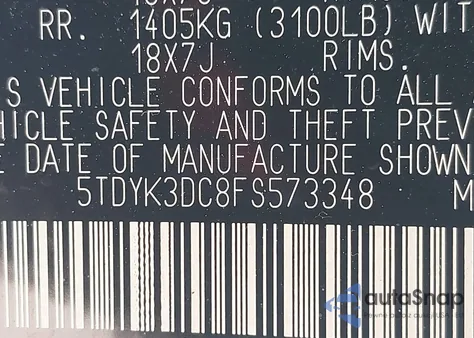 RR. 1405KG (3100LB) WIT
18X7J RIMS.
S VEHICLE CONFORMS TO ALL
HICLE SAFETY AND THEFT PREV
E DATE OF MANUFACTURE SHOWN
5TDYK3DC8FS573348 M
autaSnap